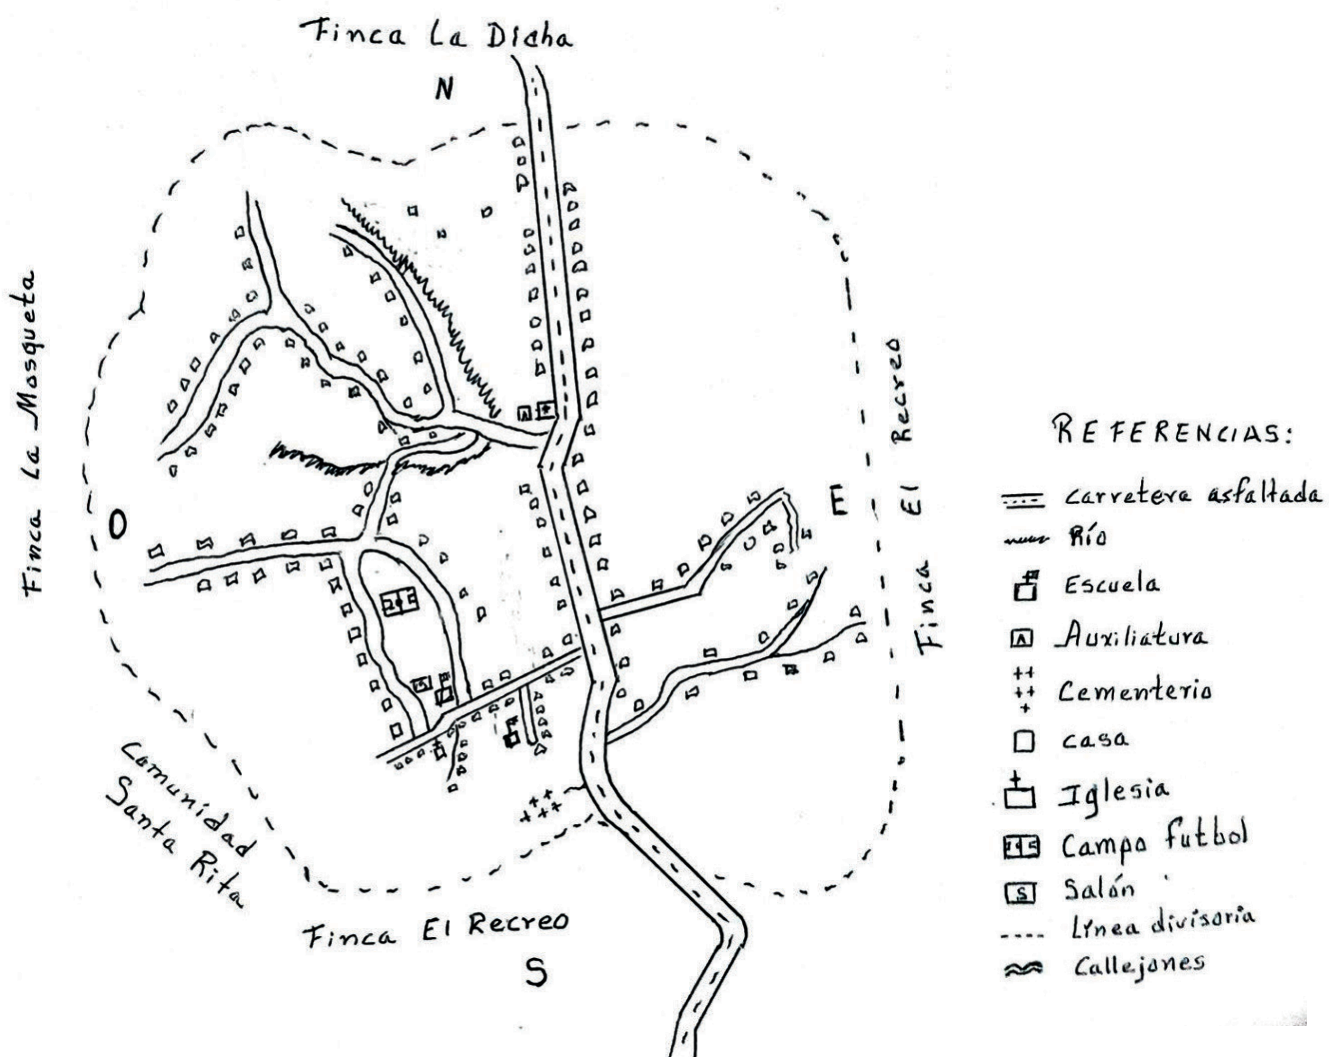 Finca La Dicha
N
Finca La Mosqueta
O
E
Finca El Recreo
A
S
Comunidad
Santa Rita
Finca El Recreo
S
REFERENCIAS:
carretera asfaltada
Río
Escuela
A Auxiliatura
Cementerio
casa
Iglesia
Campo futbol
S Salón
Línea divisoria
Callejones